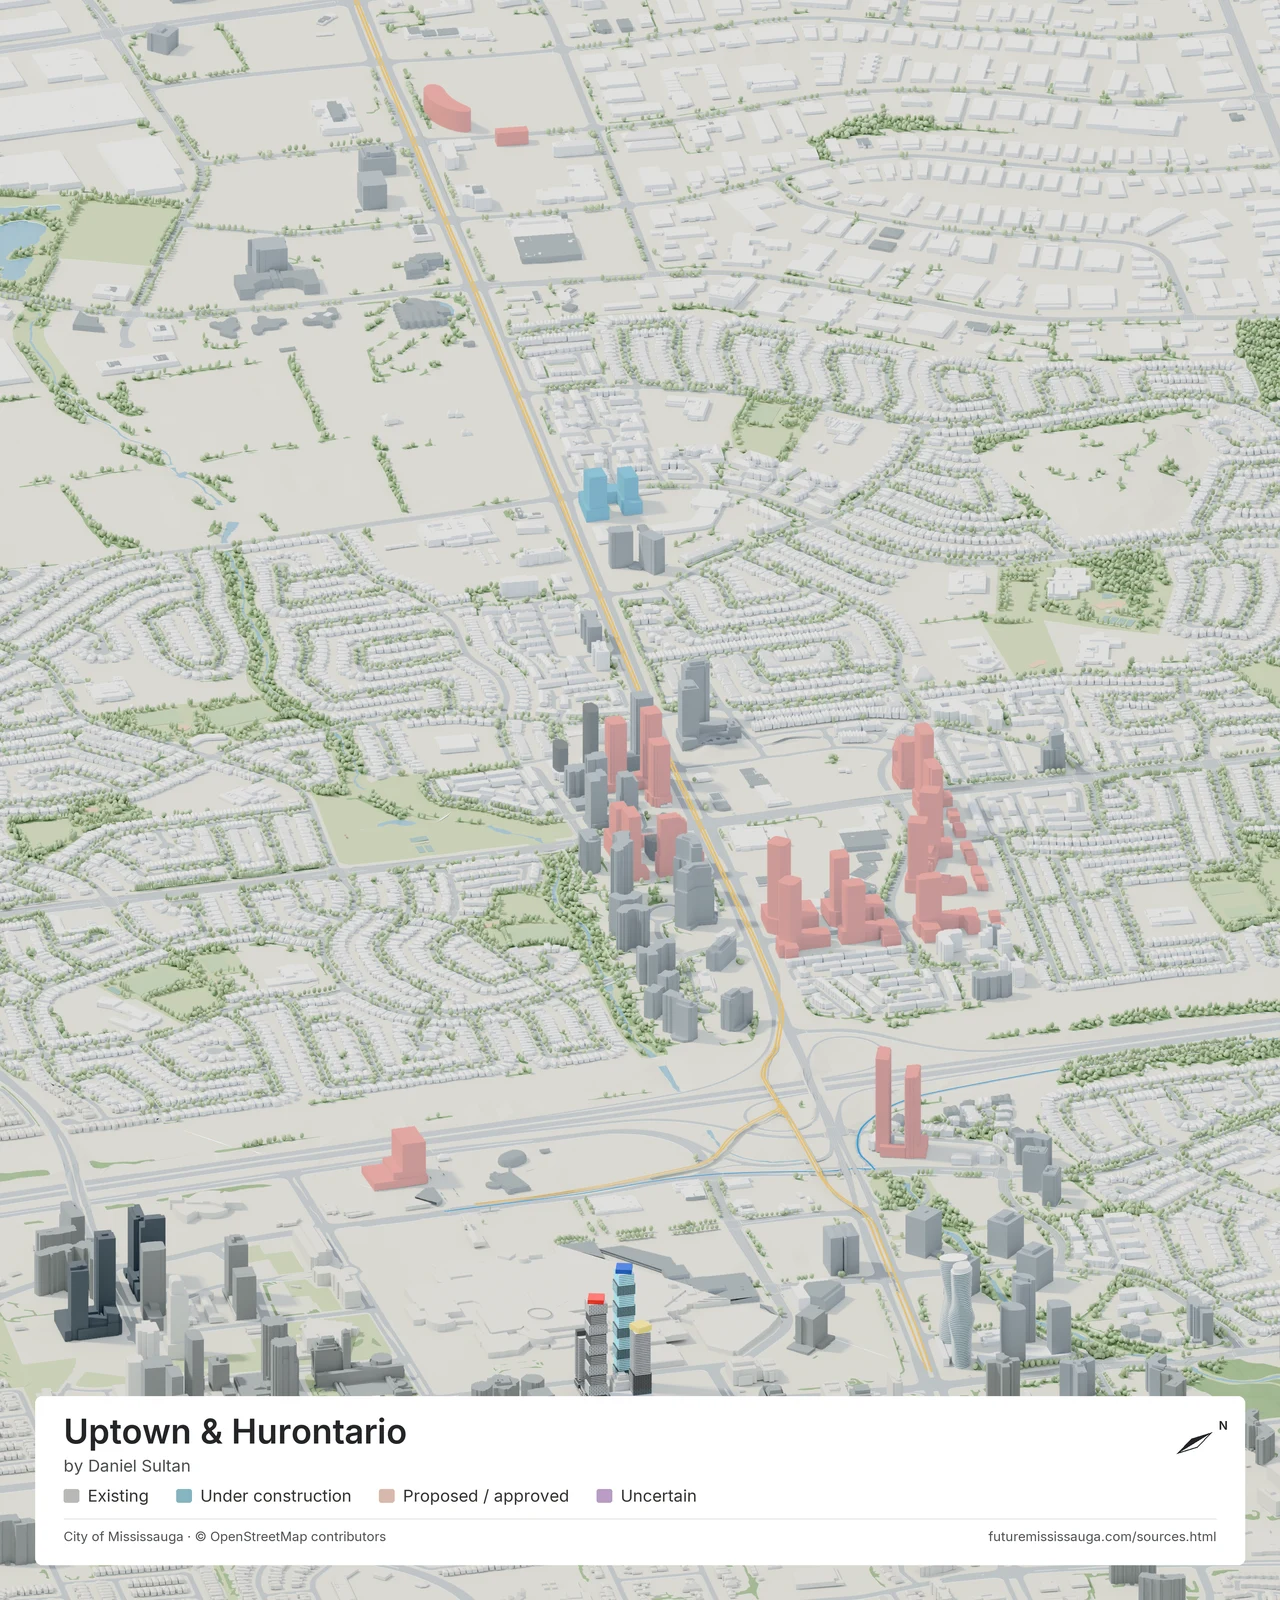 Uptown & Hurontario
N
by Daniel Sultan
Existing
Under construction
Proposed / approved
Uncertain
City of Mississauga · © OpenStreetMap contributors
futuremississauga.com/sources.html